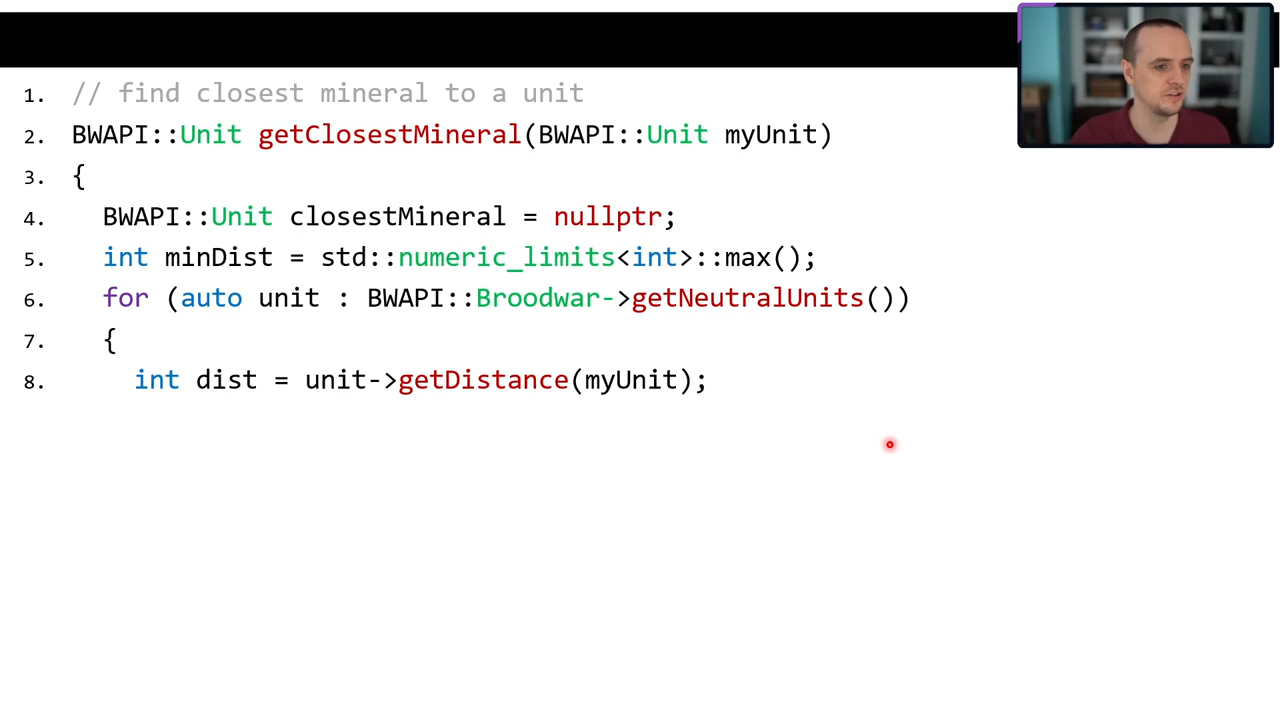 1. // find closest mineral to a unit
2. BWAPI::Unit getClosestMineral(BWAPI::Unit myUnit)
3. {
4.   BWAPI::Unit closestMineral = nullptr;
5.   int minDist = std::numeric_limits<int>::max();
6.   for (auto unit : BWAPI::Broodwar->getNeutralUnits())
7.   {
8.     int dist = unit->getDistance(myUnit);